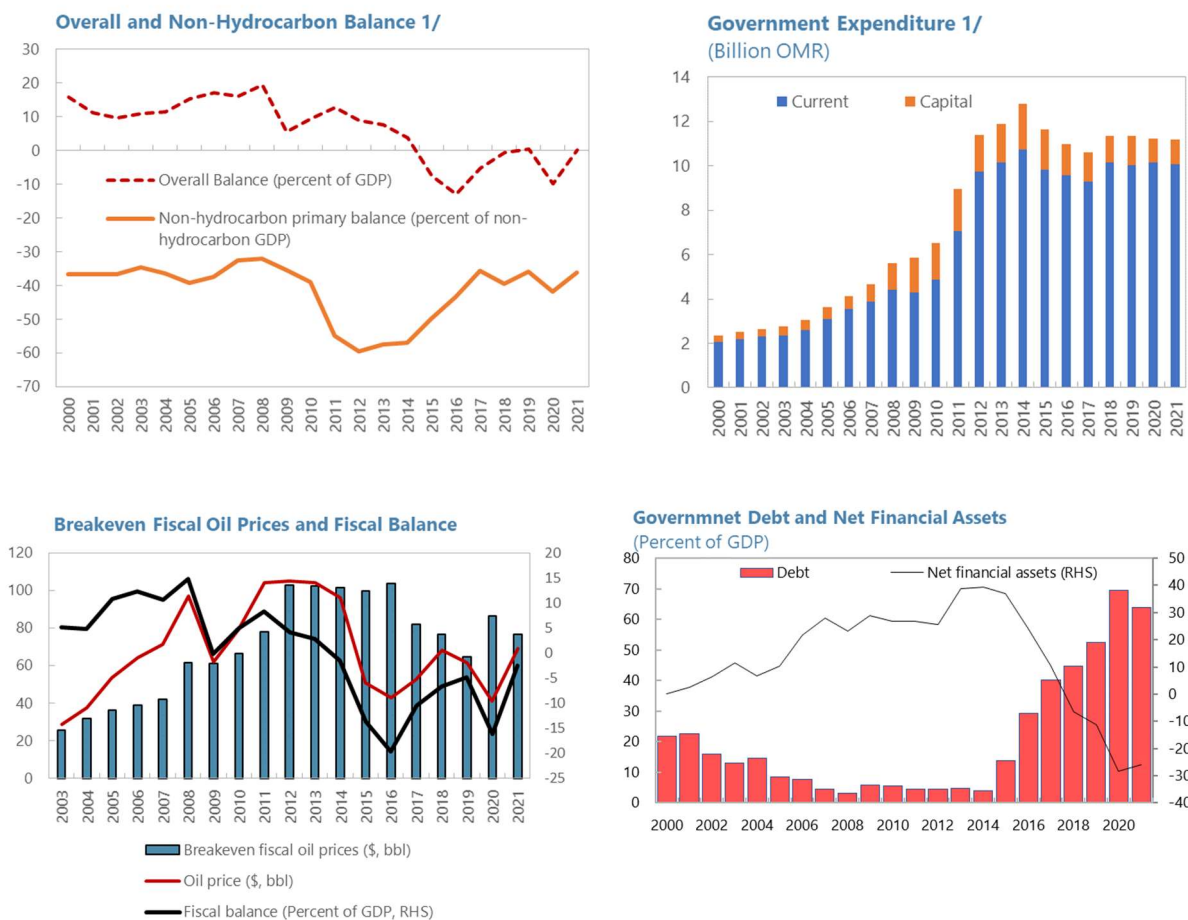 Overall and Non-Hydrocarbon Balance 1/
30
20
10
0
-10
-20
-30
-40
-50
-60
-70
Overall Balance (percent of GDP)
Non-hydrocarbon primary balance (percent of non-
hydrocarbon GDP)
2000 2001 2002 2003 2004 2005 2006 2007 2008 2009 2010 2011 2012 2013 2014 2015 2016 2017 2018 2019 2020 2021
Government Expenditure 1/
(Billion OMR)
14
12
10
8
6
4
2
0
Current Capital
2000 2001 2002 2003 2004 2005 2006 2007 2008 2009 2010 2011 2012 2013 2014 2015 2016 2017 2018 2019 2020 2021
Breakeven Fiscal Oil Prices and Fiscal Balance
120 20
100 15
80 10
60 5
40 0
20 -5
0 -10
-15
-20
-25
2003 2004 2005 2006 2007 2008 2009 2010 2011 2012 2013 2014 2015 2016 2017 2018 2019 2020 2021
Breakeven fiscal oil prices ($, bbl)
Oil price ($, bbl)
Fiscal balance (Percent of GDP, RHS)
Governmnet Debt and Net Financial Assets
(Percent of GDP)
80 50
70 40
60 30
50 20
40 10
30 0
20 -10
10 -20
0 -30
-40
Debt Net financial assets (RHS)
2000 2002 2004 2006 2008 2010 2012 2014 2016 2018 2020